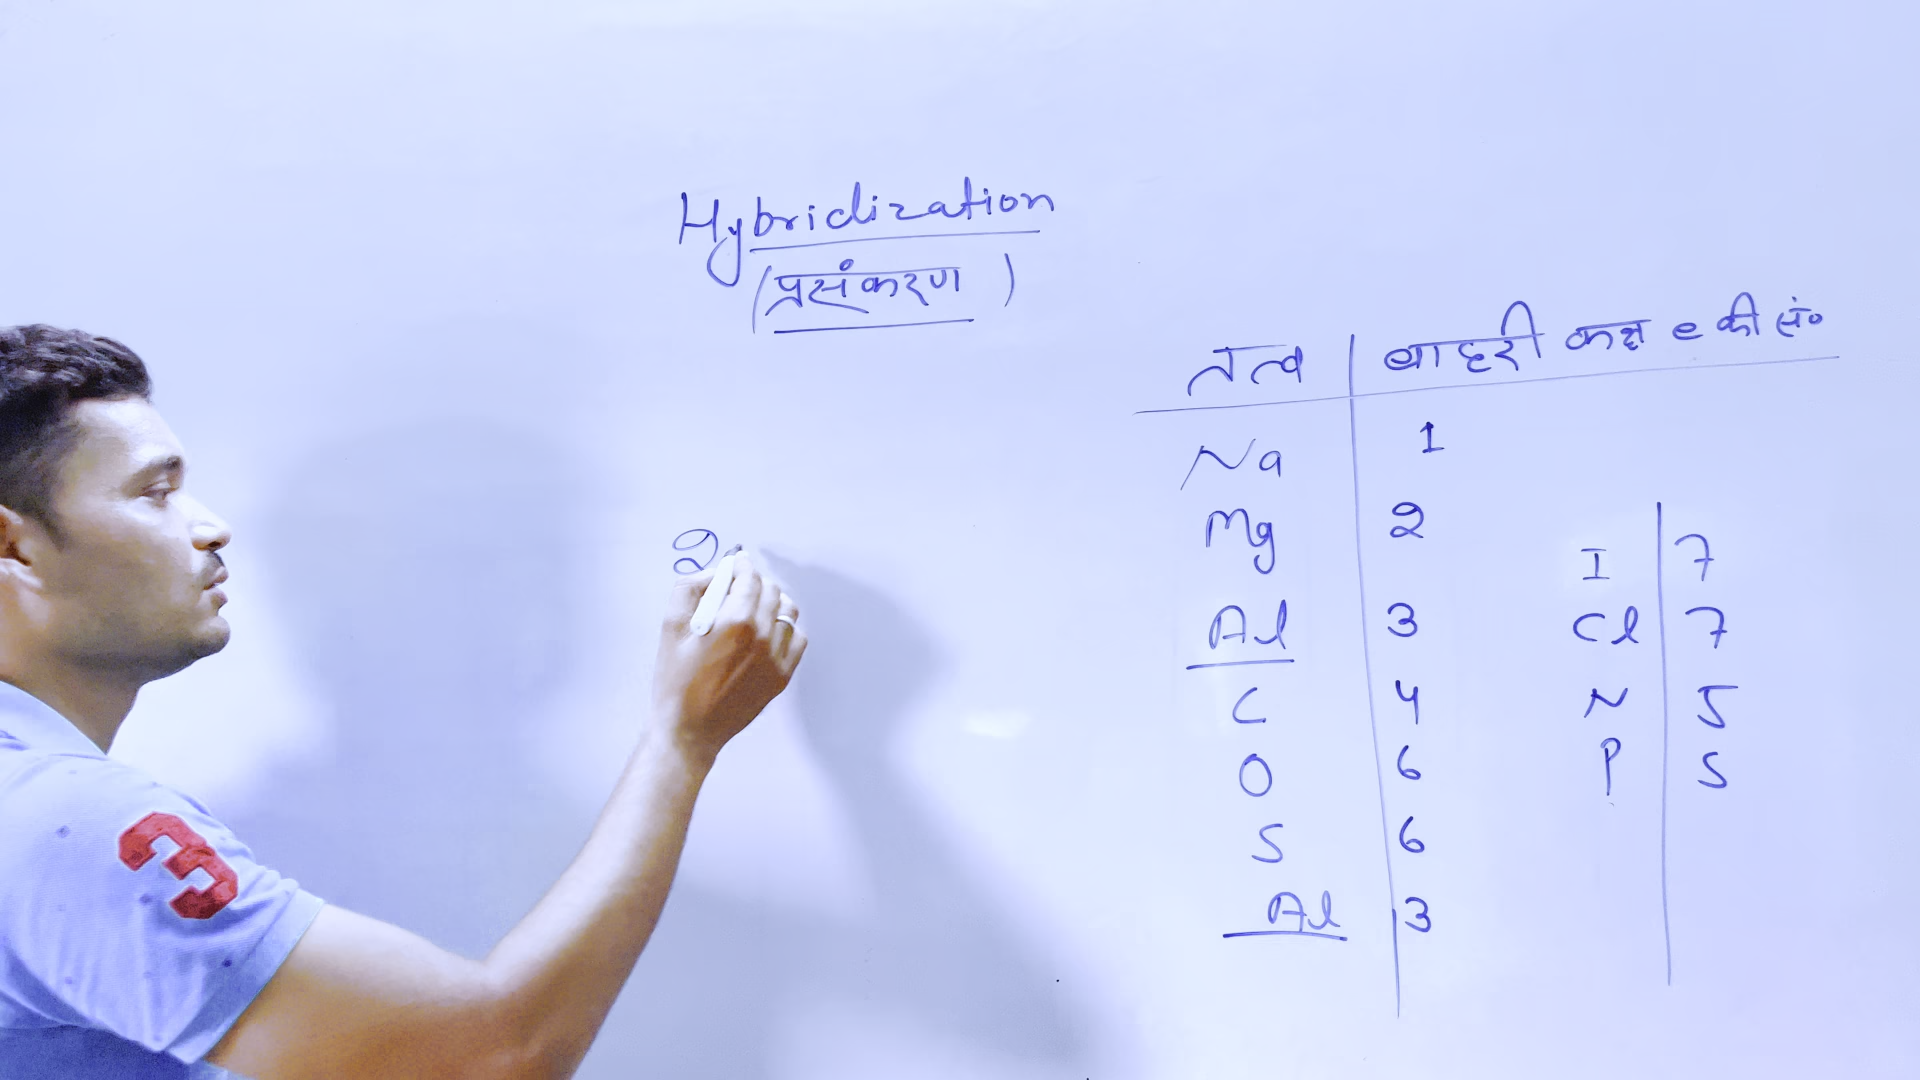 Hybridization
(प्रसंकरण)
तत्व बाहरी कक्ष e की सं०
Na 1
Mg 2
Al 3
C 4
O 6
S 6
Al 3
I 7
Cl 7
N 5
P 5
2
3